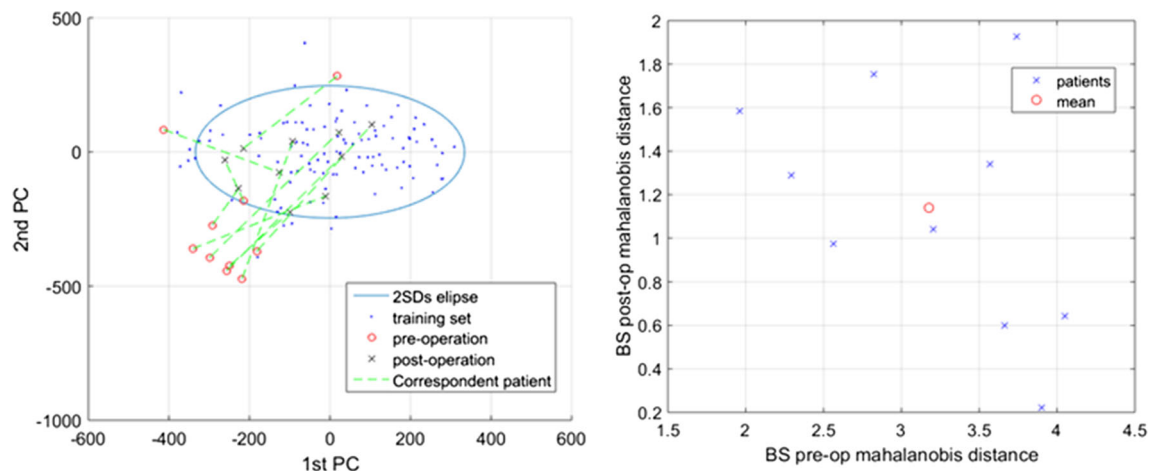 500
0
-500
-1000
2nd PC
-600
-400
-200
0
200
400
600
1st PC
2SDs elipse
training set
pre-operation
post-operation
Correspondent patient
2
1.8
1.6
1.4
1.2
1
0.8
0.6
0.4
0.2
BS post-op mahalanobis distance
1.5
2
2.5
3
3.5
4
4.5
BS pre-op mahalanobis distance
patients
mean